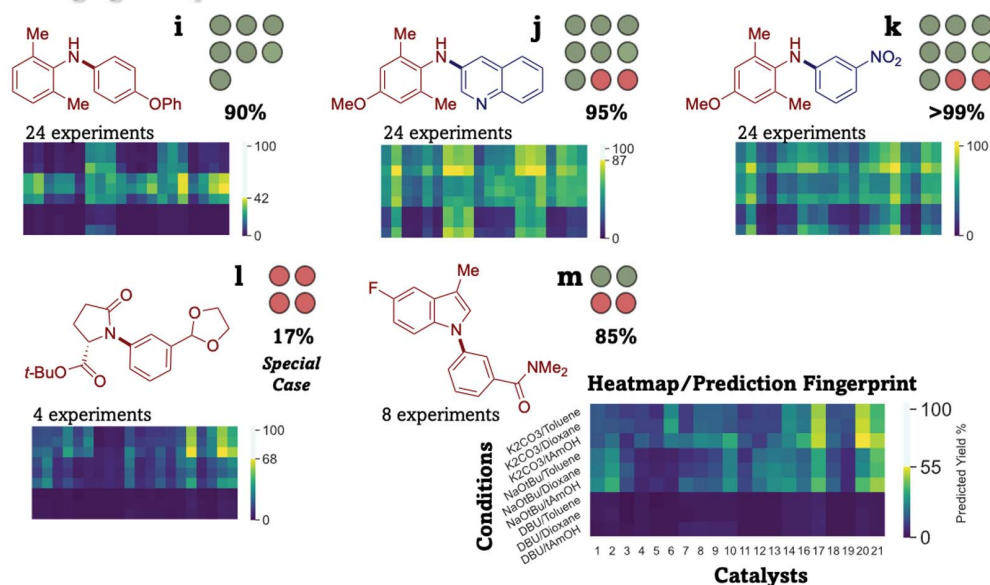 i
j
k
Me
H
N
Me
OPh
90%
24 experiments
100
42
0
Me
H
N
MeO
Me
N
95%
24 experiments
100
87
0
Me
H
N
NO2
MeO
Me
>99%
24 experiments
100
0
l
O
N
O
O
t-BuO
O
17%
Special
Case
4 experiments
100
68
0
m
F
Me
N
NMe2
O
85%
8 experiments
Heatmap/Prediction Fingerprint
K2CO3/Toluene
K2CO3/Dioxane
K2CO3/tAmOH
NaOtBu/Toluene
NaOtBu/Dioxane
NaOtBu/tAmOH
DBU/Toluene
DBU/Dioxane
DBU/tAmOH
Conditions
100
55
0
Predicted Yield %
1 2 3 4 5 6 7 8 9 10 11 12 13 14 16 17 18 19 20 21
Catalysts